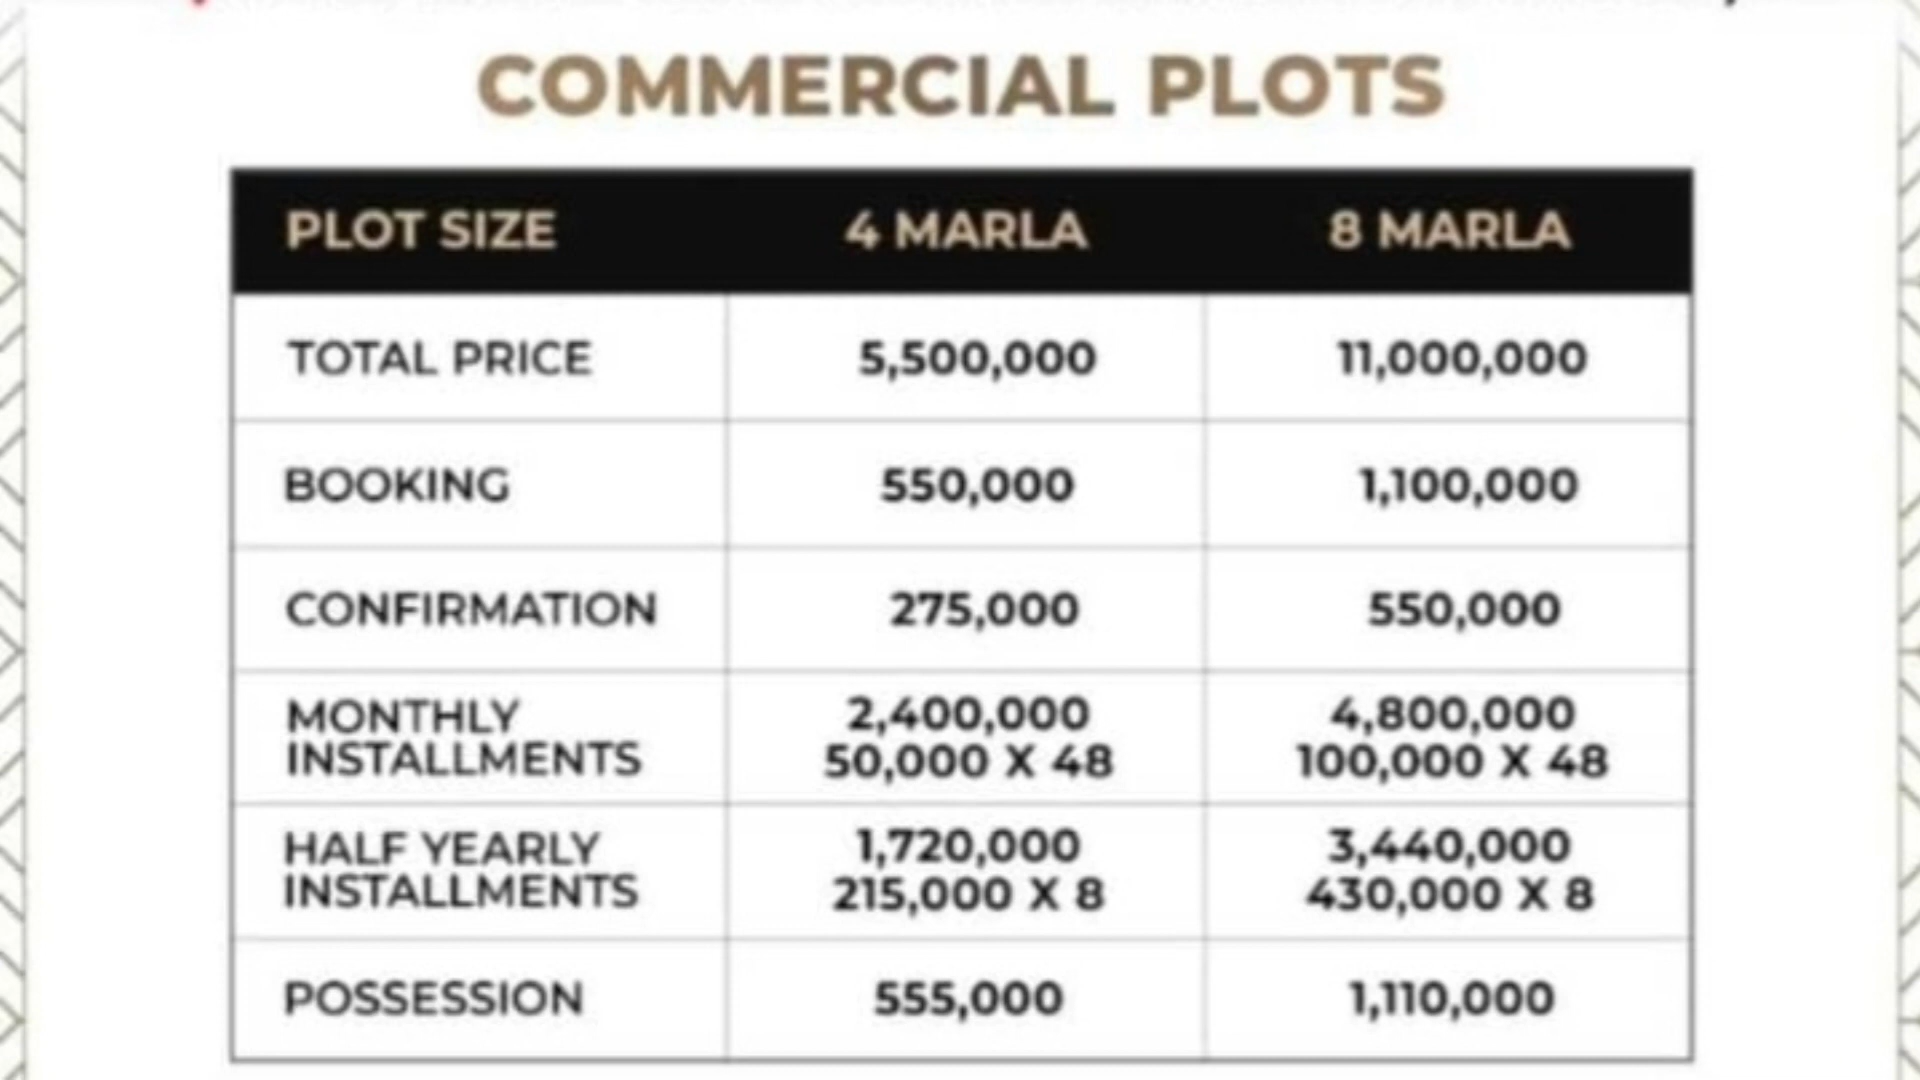 COMMERCIAL PLOTS
PLOT SIZE 4 MARLA 8 MARLA
TOTAL PRICE 5,500,000 11,000,000
BOOKING 550,000 1,100,000
CONFIRMATION 275,000 550,000
MONTHLY 2,400,000 4,800,000
INSTALLMENTS 50,000 X 48 100,000 X 48
HALF YEARLY 1,720,000 3,440,000
INSTALLMENTS 215,000 X 8 430,000 X 8
POSSESSION 555,000 1,110,000